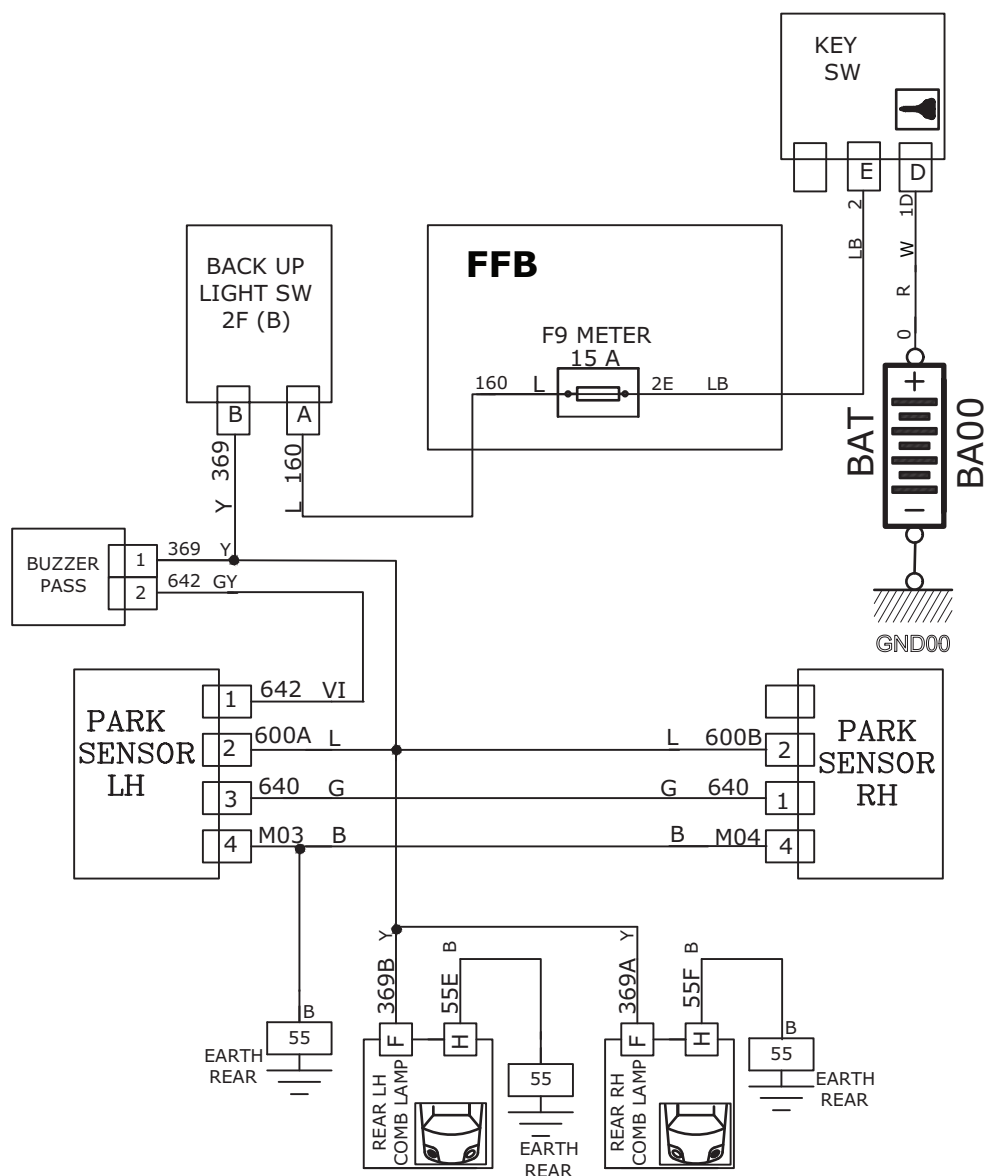 KEY
SW
E
D
2
LB
1D
W
R
0
BACK UP
LIGHT SW
2F (B)
B
A
369
Y
160
L
FFB
F9 METER
15 A
160 L
2E LB
+
−
BAT
BA00
GND00
BUZZER
PASS
1
2
369 Y
642 GY
PARK
SENSOR
LH
1
2
3
4
642 VI
600A L
640 G
M03 B
L 600B
G 640
B M04
2
1
4
PARK
SENSOR
RH
B
55
EARTH
REAR
Y
369B
F
B
55E
H
REAR LH
COMB LAMP
55
EARTH
REAR
Y
369A
F
B
55F
H
REAR RH
COMB LAMP
B
55
EARTH
REAR